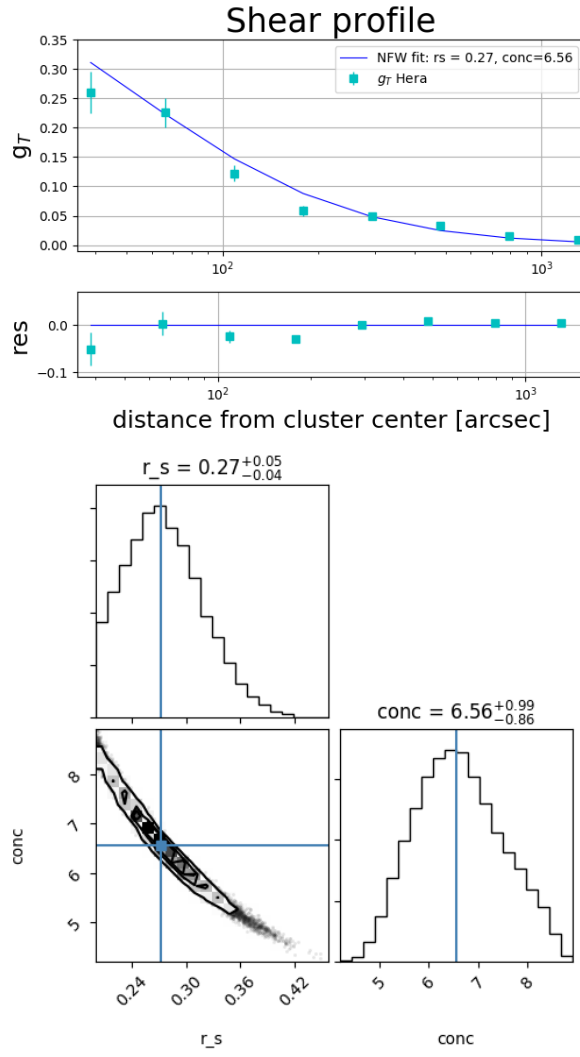 Shear profile
0.35
0.30
0.25
0.20
0.15
0.10
0.05
0.00
g_T
NFW fit: rs = 0.27, conc=6.56
g_T Hera
10^2
10^3
0.0
−0.1
res
10^2
10^3
distance from cluster center [arcsec]
r_s = 0.27^{+0.05}_{-0.04}
conc = 6.56^{+0.99}_{-0.86}
8
7
6
5
conc
0.24
0.30
0.36
0.42
r_s
5
6
7
8
conc